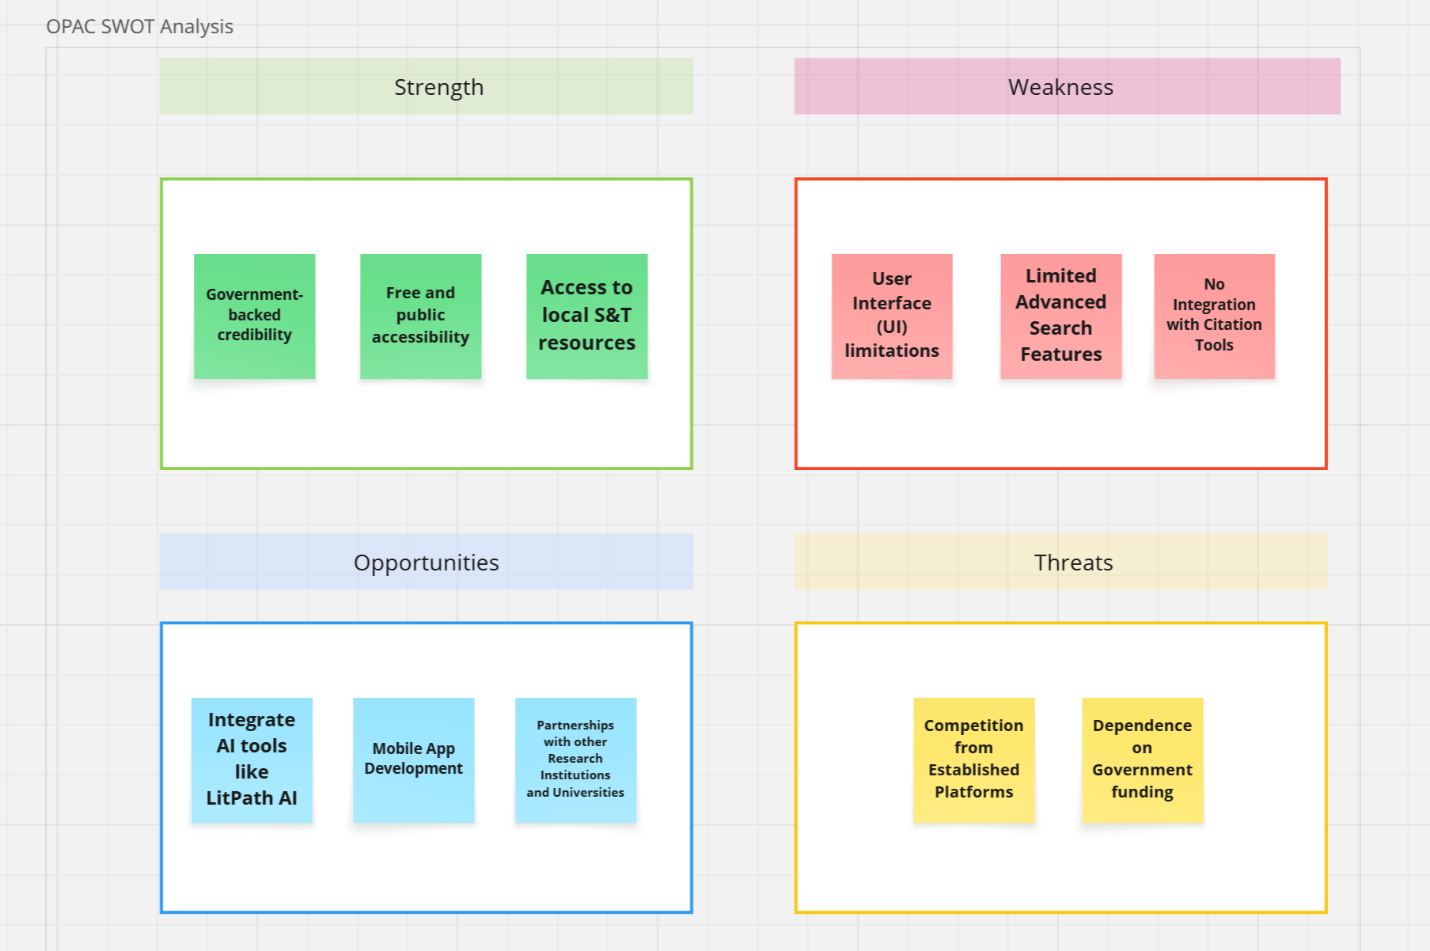 OPAC SWOT Analysis
Strength
Weakness
Government-
backed
credibility
Free and
public
accessibility
Access to
local S&T
resources
User
Interface
(UI)
limitations
Limited
Advanced
Search
Features
No
Integration
with Citation
Tools
Opportunities
Threats
Integrate
AI tools
like
LitPath AI
Mobile App
Development
Partnerships
with other
Research
Institutions
and Universities
Competition
from
Established
Platforms
Dependence
on
Government
funding